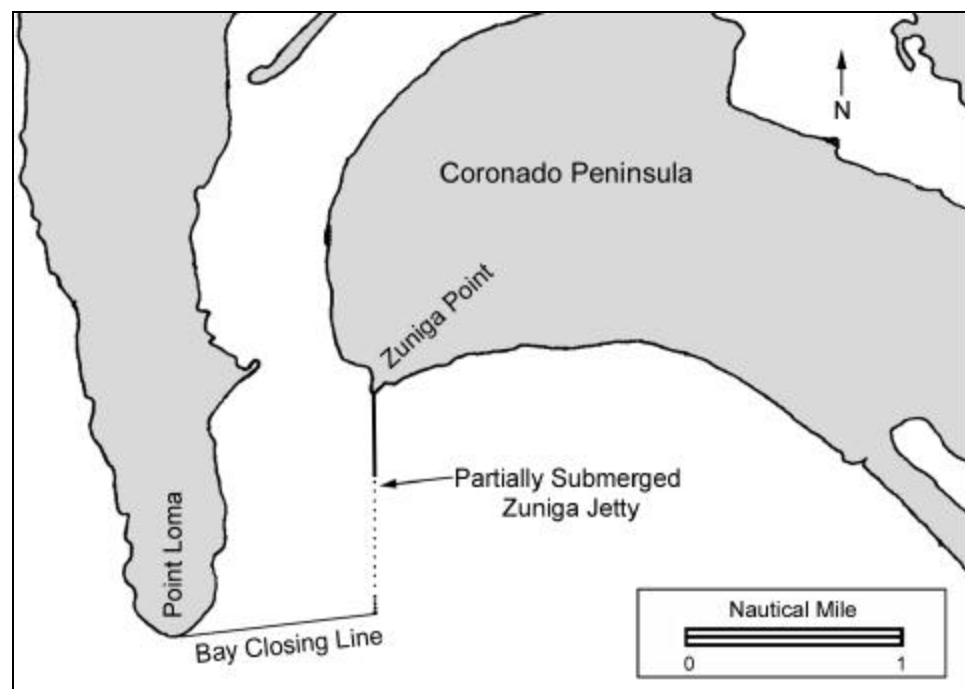 N
Coronado Peninsula
Zuniga Point
Partially Submerged
Zuniga Jetty
Point Loma
Bay Closing Line
Nautical Mile
0 1